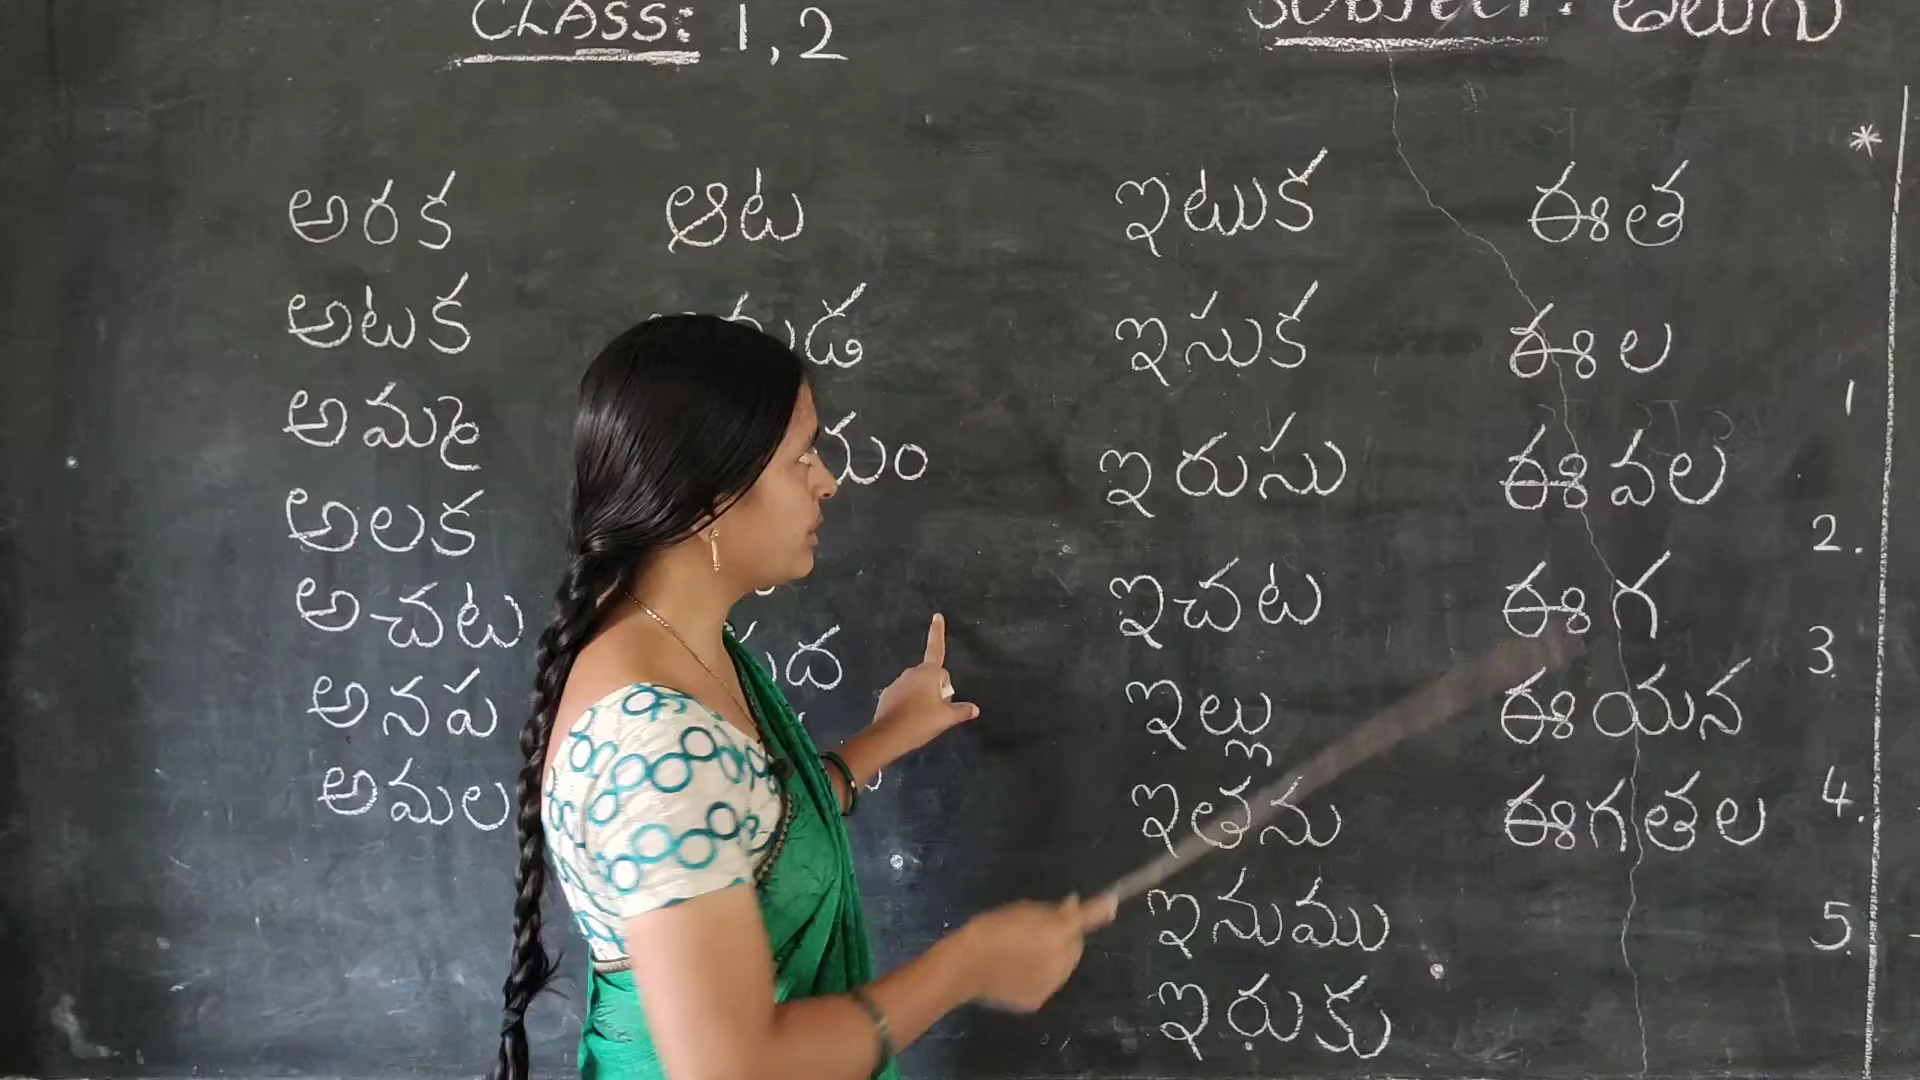 CLASS: 1,2
SUBJECT: తెలుగు
అరక ఆట ఇటుక ఈత
*
అటక ఇసుక ఈల
1
అమ్మ ఇరుసు ఈవల
అలక 2.
అచట ఇచట ఈగ
3.
అనప ఇల్లు ఈయన
అమల ఇతను ఈగతల
4.
ఇనుము 5.
ఇరుకు